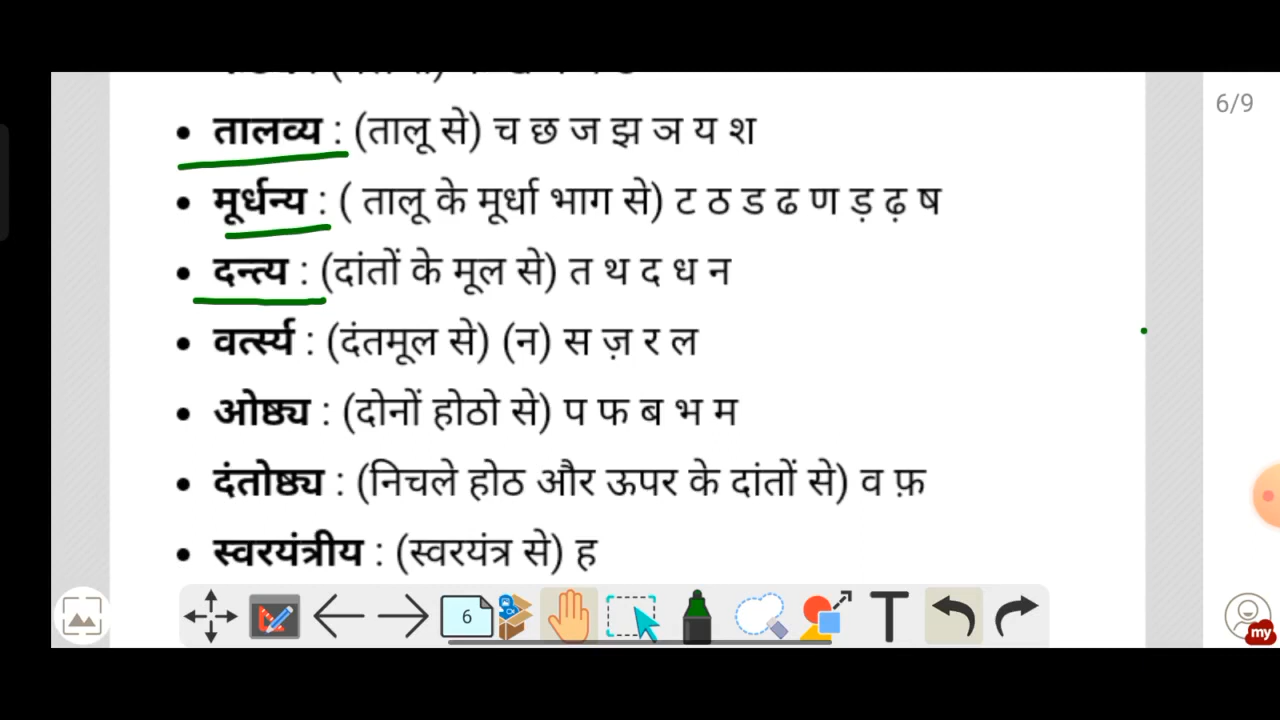 6/9
• तालव्य : (तालू से) च छ ज झ ञ य श
• मूर्धन्य : ( तालू के मूर्धा भाग से) ट ठ ड ढ ण ड़ ढ़ ष
• दन्त्य : (दांतों के मूल से) त थ द ध न
• वर्त्स्य : (दंतमूल से) (न) स ज़ र ल
• ओष्ठ्य : (दोनों होठो से) प फ ब भ म
• दंतोष्ठ्य : (निचले होठ और ऊपर के दांतों से) व फ़
• स्वरयंत्रीय : (स्वरयंत्र से) ह
6 T
my